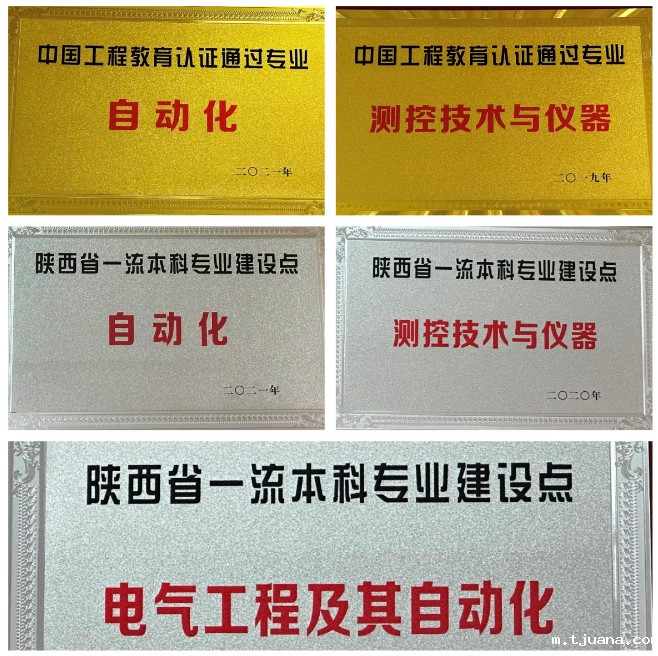 中国工程教育认证通过专业
自动化
二〇二一年
中国工程教育认证通过专业
测控技术与仪器
二〇一九年
陕西省一流本科专业建设点
自动化
二〇二一年
陕西省一流本科专业建设点
测控技术与仪器
二〇二〇年
陕西省一流本科专业建设点
电气工程及其自动化
m.tjuana.com